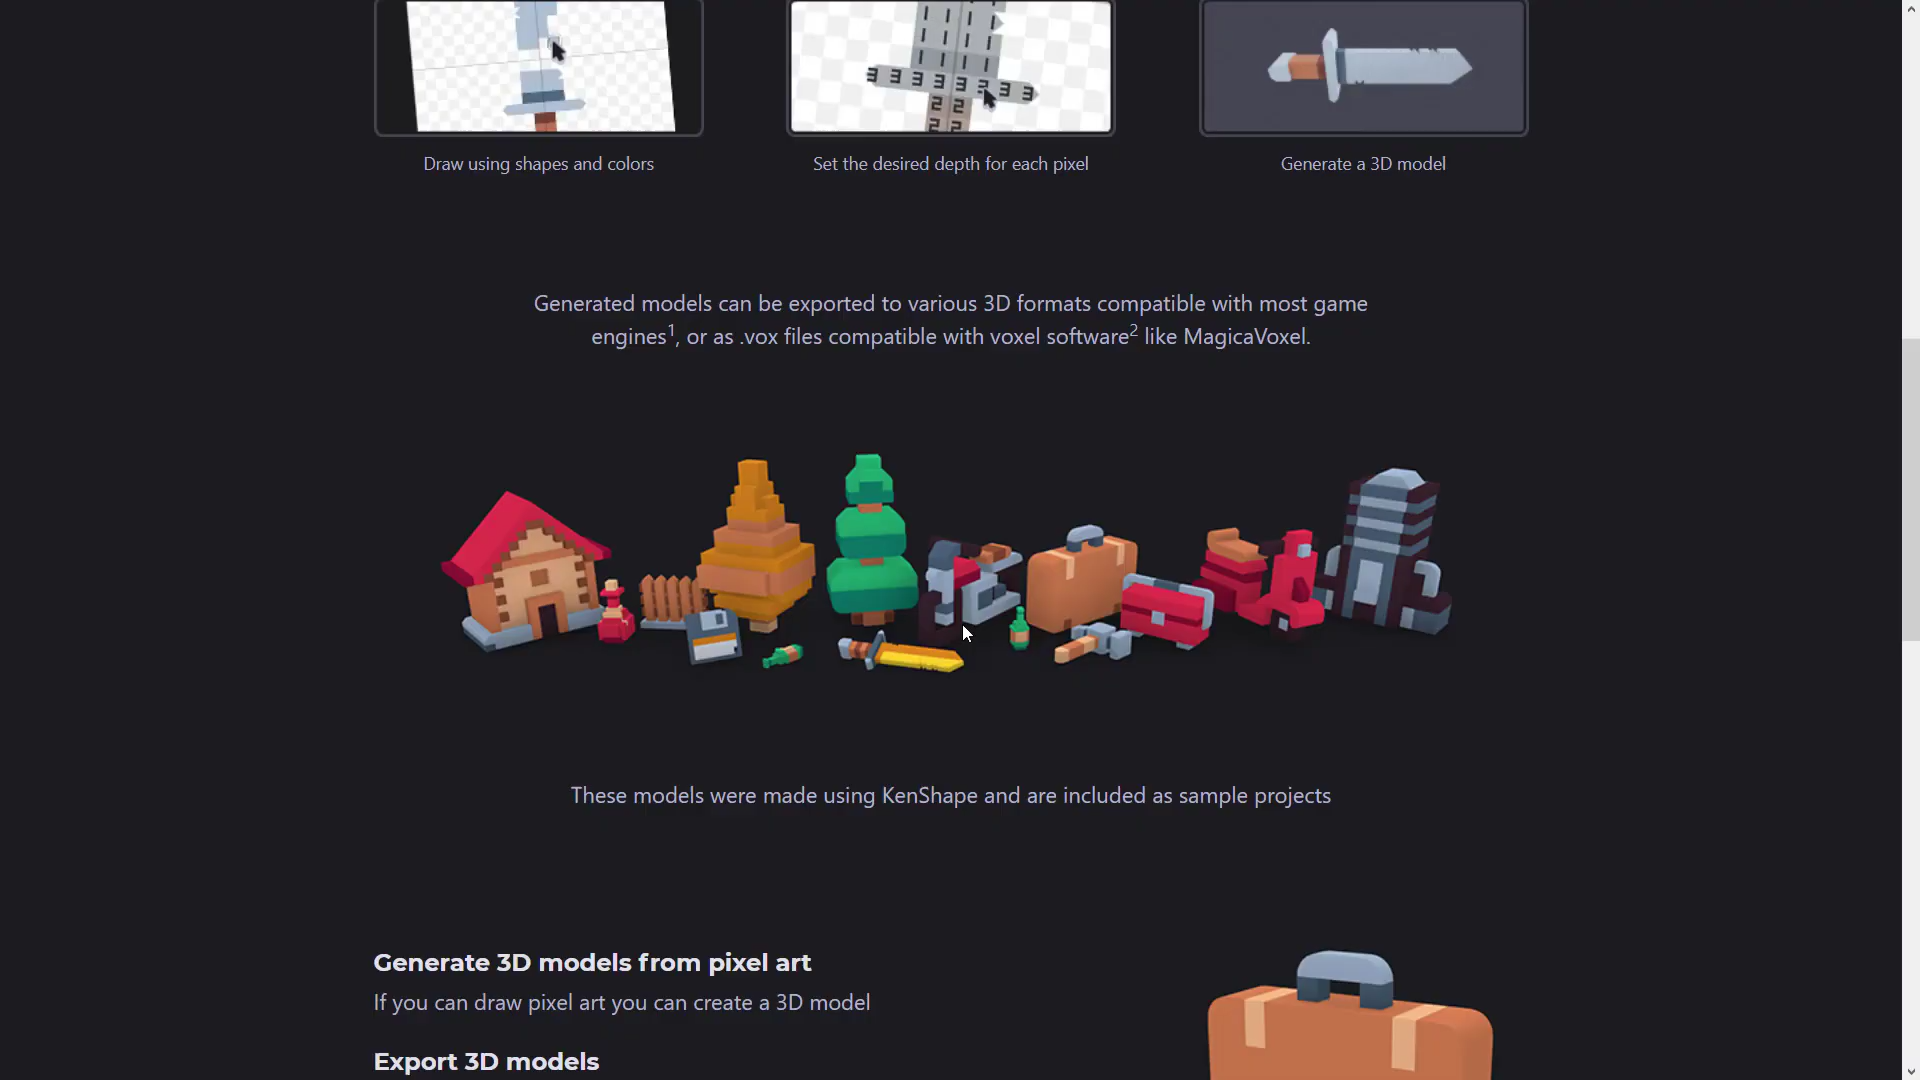 Draw using shapes and colors
Set the desired depth for each pixel
Generate a 3D model
Generated models can be exported to various 3D formats compatible with most game
engines1, or as .vox files compatible with voxel software2 like MagicaVoxel.
These models were made using KenShape and are included as sample projects
Generate 3D models from pixel art
If you can draw pixel art you can create a 3D model
Export 3D models